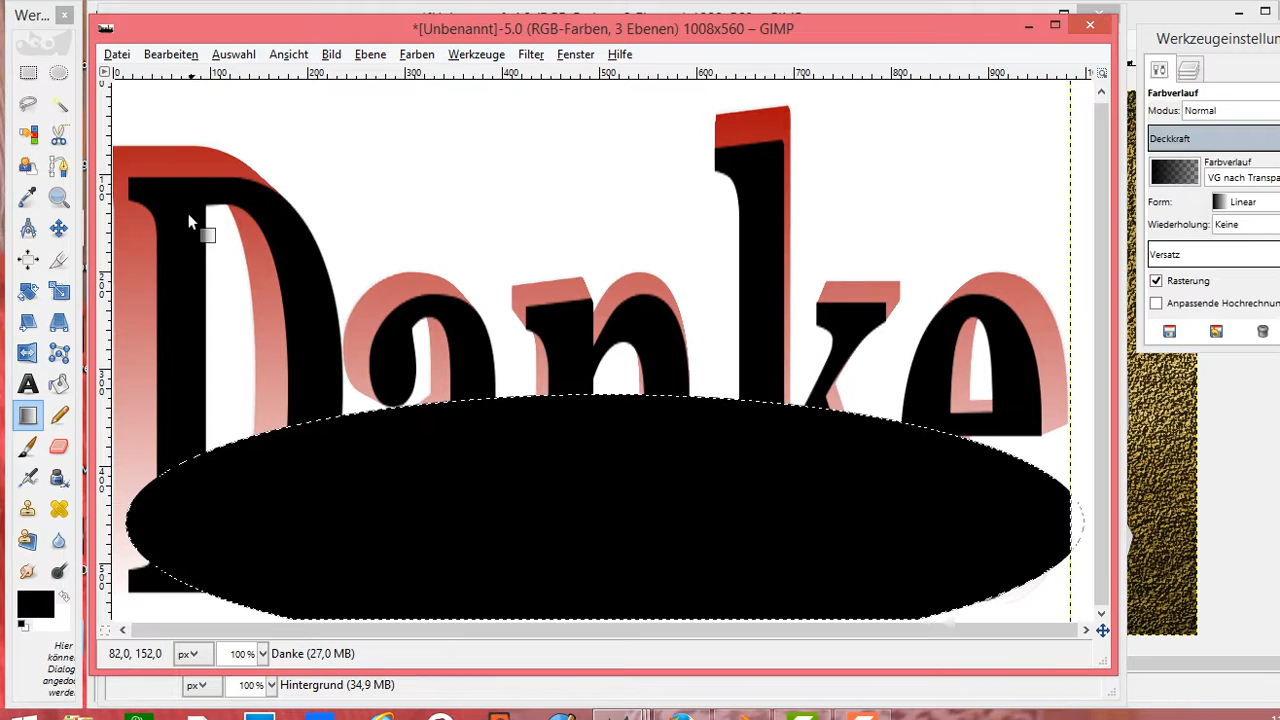 Wer...
*[Unbenannt]-5.0 (RGB-Farben, 3 Ebenen) 1008x560 – GIMP
Datei Bearbeiten Auswahl Ansicht Bild Ebene Farben Werkzeuge Filter Fenster Hilfe
0 100 200 300 400 500 600 700 800 900
Werkzeugeinstellun
Farbverlauf
Modus: Normal
Deckkraft
Farbverlauf
VG nach Transpa
Form: Linear
Wiederholung: Keine
Versatz
Rasterung
Anpassende Hochrechnun
Danke
Hier
können
Dialog
angedo
werde
82,0, 152,0 px 100 % Danke (27,0 MB)
px 100 % Hintergrund (34,9 MB)